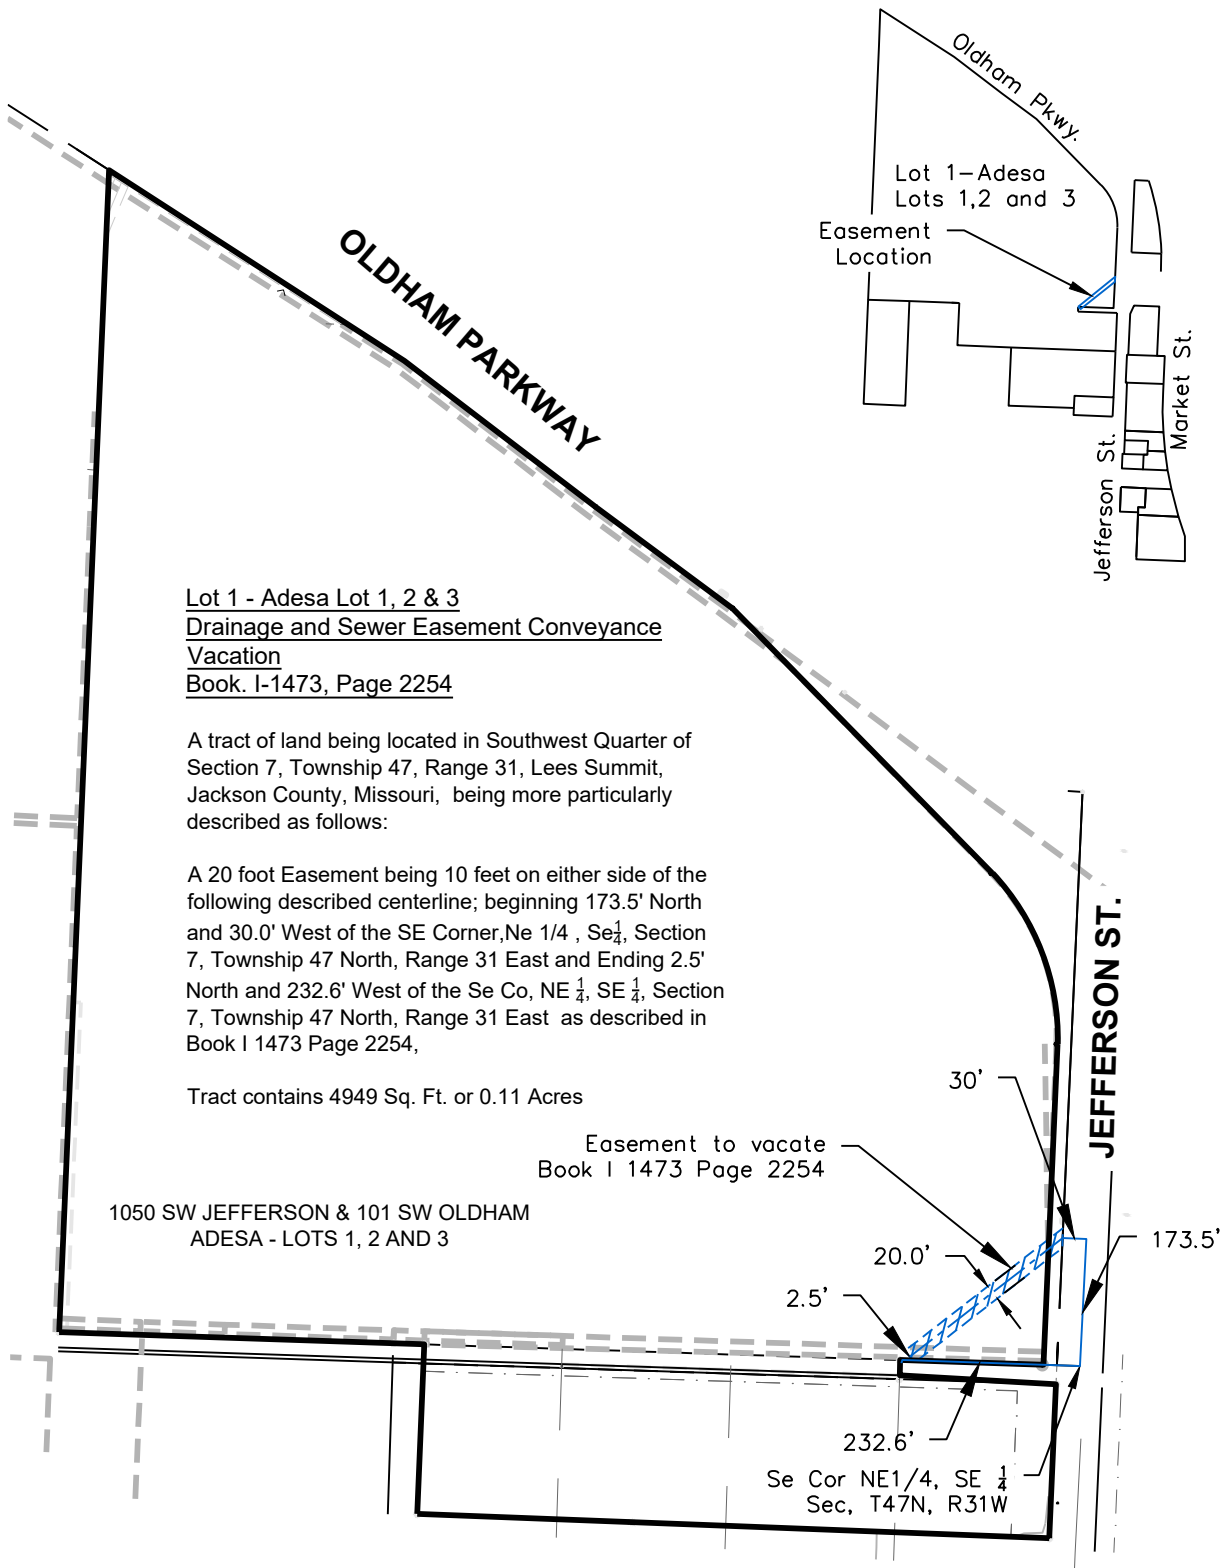 Oldham Pkwy.
Lot 1-Adesa
Lots 1,2 and 3
Easement
Location
Market St.
Jefferson St.
OLDHAM PARKWAY
Lot 1 - Adesa Lot 1, 2 & 3
Drainage and Sewer Easement Conveyance
Vacation
Book. I-1473, Page 2254
A tract of land being located in Southwest Quarter of
Section 7, Township 47, Range 31, Lees Summit,
Jackson County, Missouri, being more particularly
described as follows:
A 20 foot Easement being 10 feet on either side of the
following described centerline; beginning 173.5' North
and 30.0' West of the SE Corner,Ne 1/4 , Se¼, Section
7, Township 47 North, Range 31 East and Ending 2.5'
North and 232.6' West of the Se Co, NE ¼, SE ¼, Section
7, Township 47 North, Range 31 East as described in
Book I 1473 Page 2254,
Tract contains 4949 Sq. Ft. or 0.11 Acres
JEFFERSON ST.
30'
Easement to vacate
Book I 1473 Page 2254
1050 SW JEFFERSON & 101 SW OLDHAM
ADESA - LOTS 1, 2 AND 3
173.5'
20.0'
2.5'
232.6'
Se Cor NE1/4, SE ¼
Sec, T47N, R31W